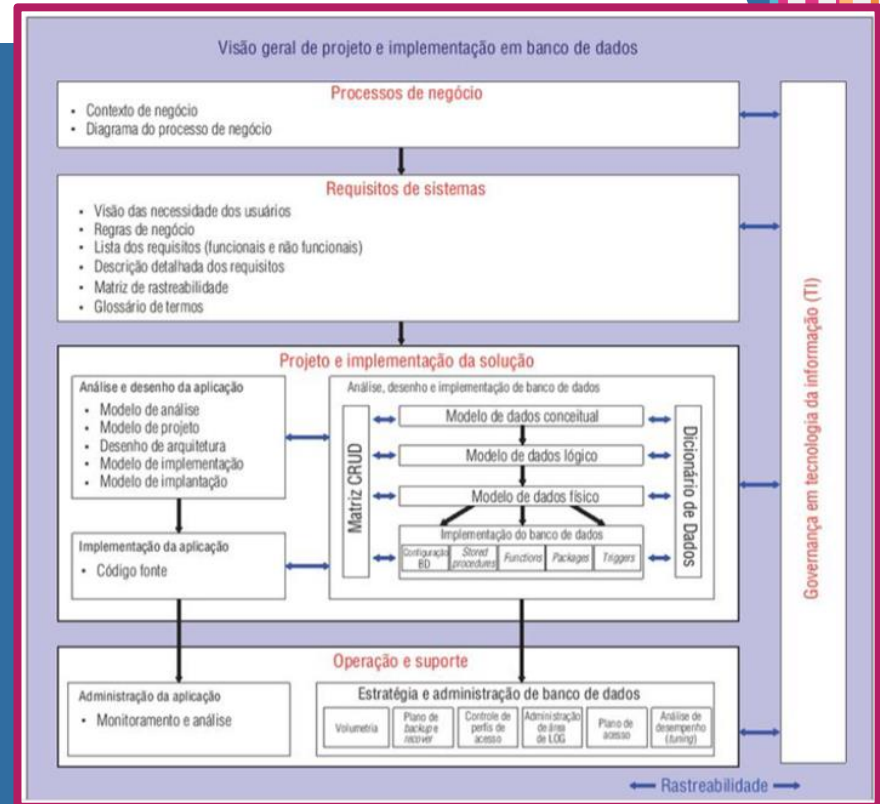 Visão geral de projeto e implementação em banco de dados
Processos de negócio
• Contexto de negócio
• Diagrama do processo de negócio
Requisitos de sistemas
• Visão das necessidade dos usuários
• Regras de negócio
• Lista dos requisitos (funcionais e não funcionais)
• Descrição detalhada dos requisitos
• Matriz de rastreabilidade
• Glossário de termos
Projeto e implementação da solução
Análise e desenho da aplicação
• Modelo de análise
• Modelo de projeto
• Desenho de arquitetura
• Modelo de implementação
• Modelo de implantação
Implementação da aplicação
• Código fonte
Análise, desenho e implementação de banco de dados
Matriz CRUD
Modelo de dados conceitual
Modelo de dados lógico
Modelo de dados físico
Implementação do banco de dados
Configuração
BD
Stored
procedures
Functions
Packages
Triggers
Dicionário de Dados
Operação e suporte
Administração da aplicação
• Monitoramento e análise
Estratégia e administração de banco de dados
Volumetria
Plano de
backup e
recover
Controle de
perfis de
acesso
Administração
de área
de LOG
Plano de
acesso
Análise de
desempenho
(tuning)
Governança em tecnologia da informação (TI)
Rastreabilidade